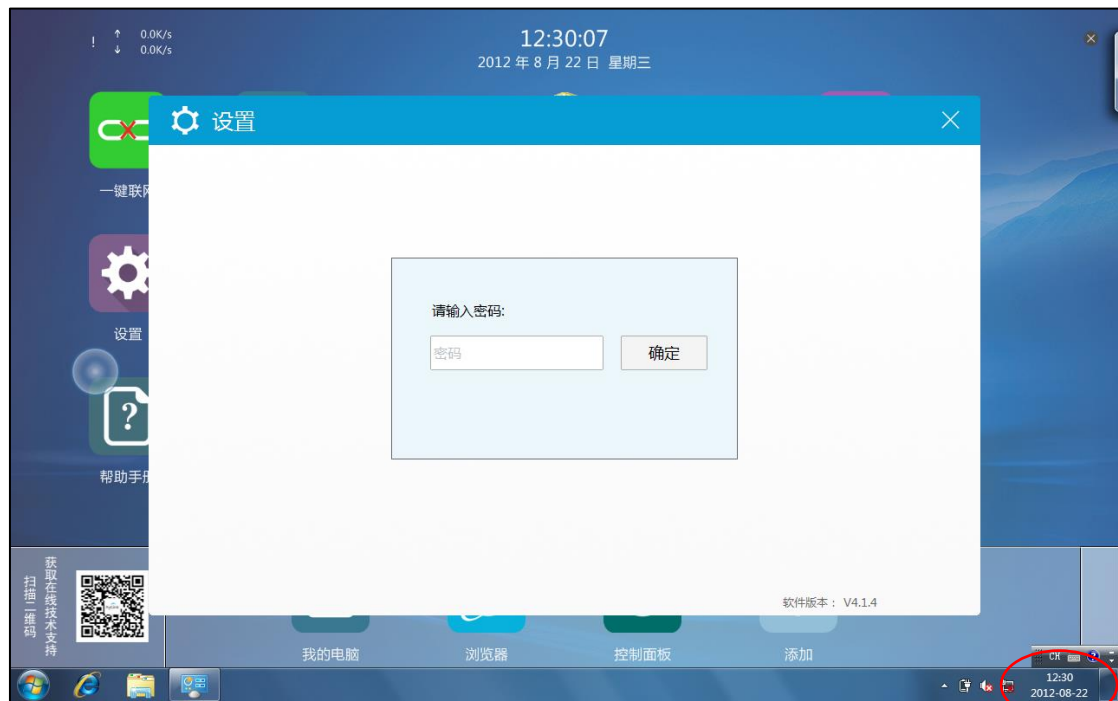 ! ↑ 0.0K/s
↓ 0.0K/s
12:30:07
2012 年 8 月 22 日 星期三
设置
一键联网
请输入密码:
密码
确定
设置
?
帮助手册
软件版本： V4.1.4
扫描二维码
获取在线技术支持
我的电脑
浏览器
控制面板
添加
CH
?
12:30
2012-08-22